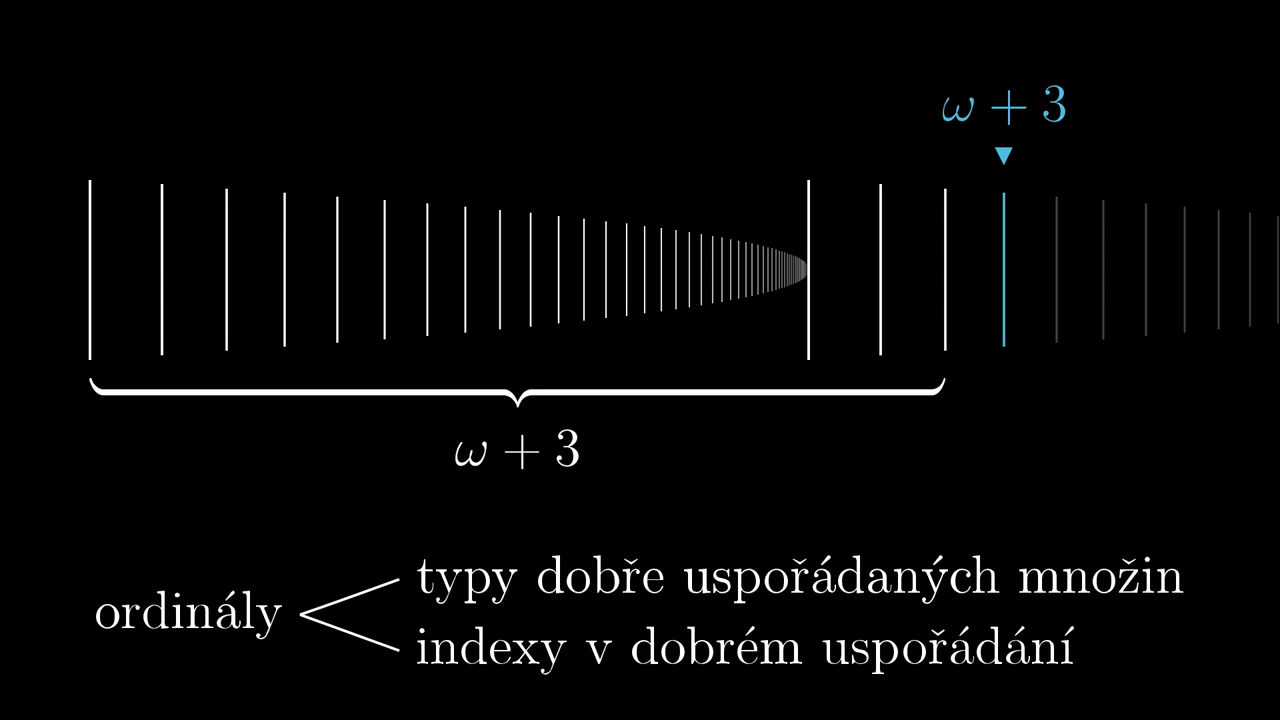 ω + 3
ω + 3
ordinály
typy dobře uspořádaných množin
indexy v dobrém uspořádání